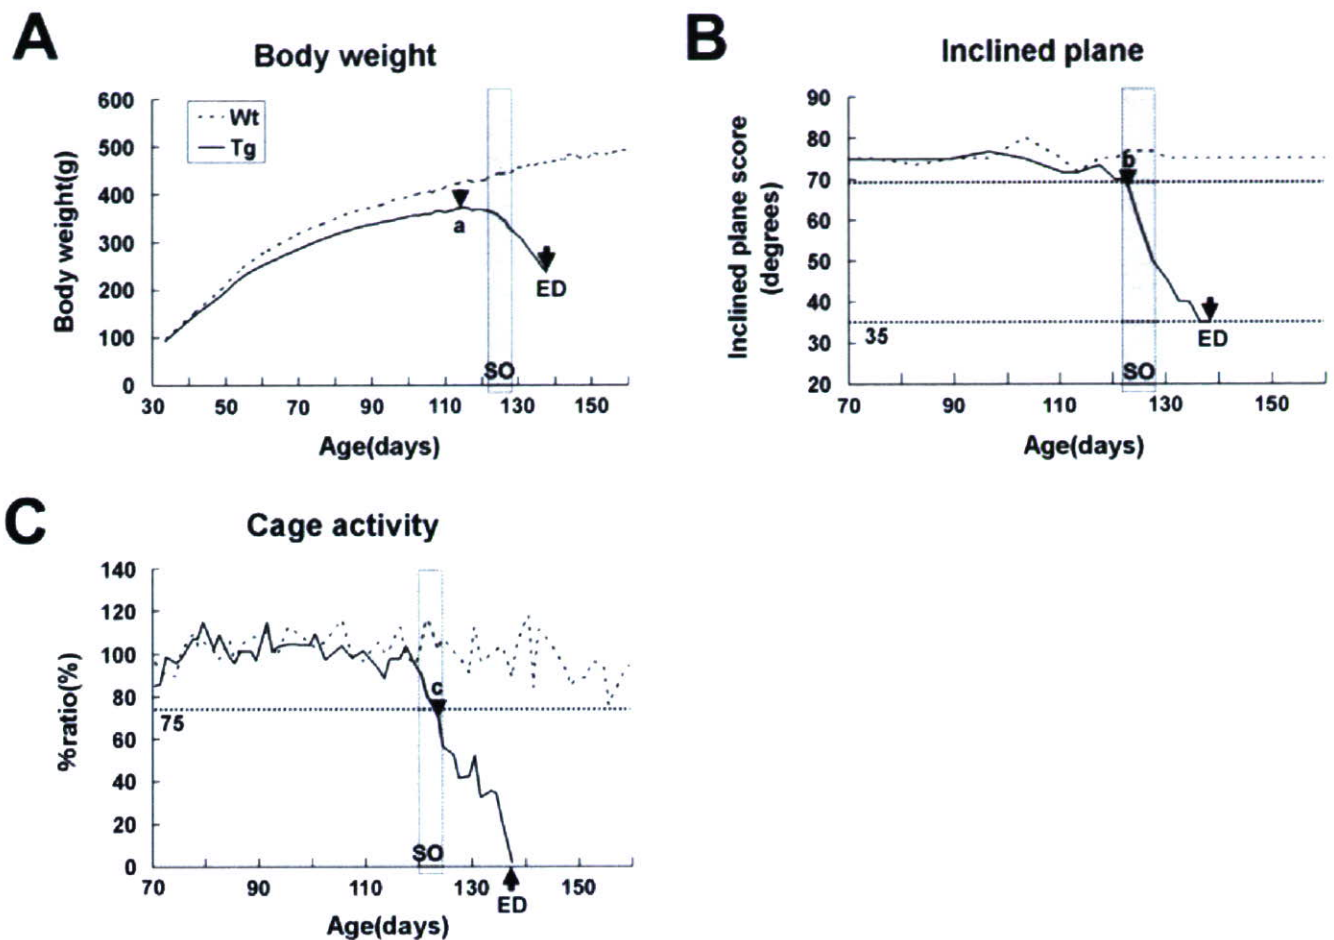 A
Body weight
Wt
Tg
Body weight(g)
600
500
400
300
200
100
0
a
ED
SO
30 50 70 90 110 130 150
Age(days)
B
Inclined plane
Inclined plane score
(degrees)
90
80
70
60
50
40
30
20
b
35
ED
SO
70 90 110 130 150
Age(days)
C
Cage activity
%ratio(%)
140
120
100
80
60
40
20
0
c
75
SO
70 90 110 130 150
ED
Age(days)